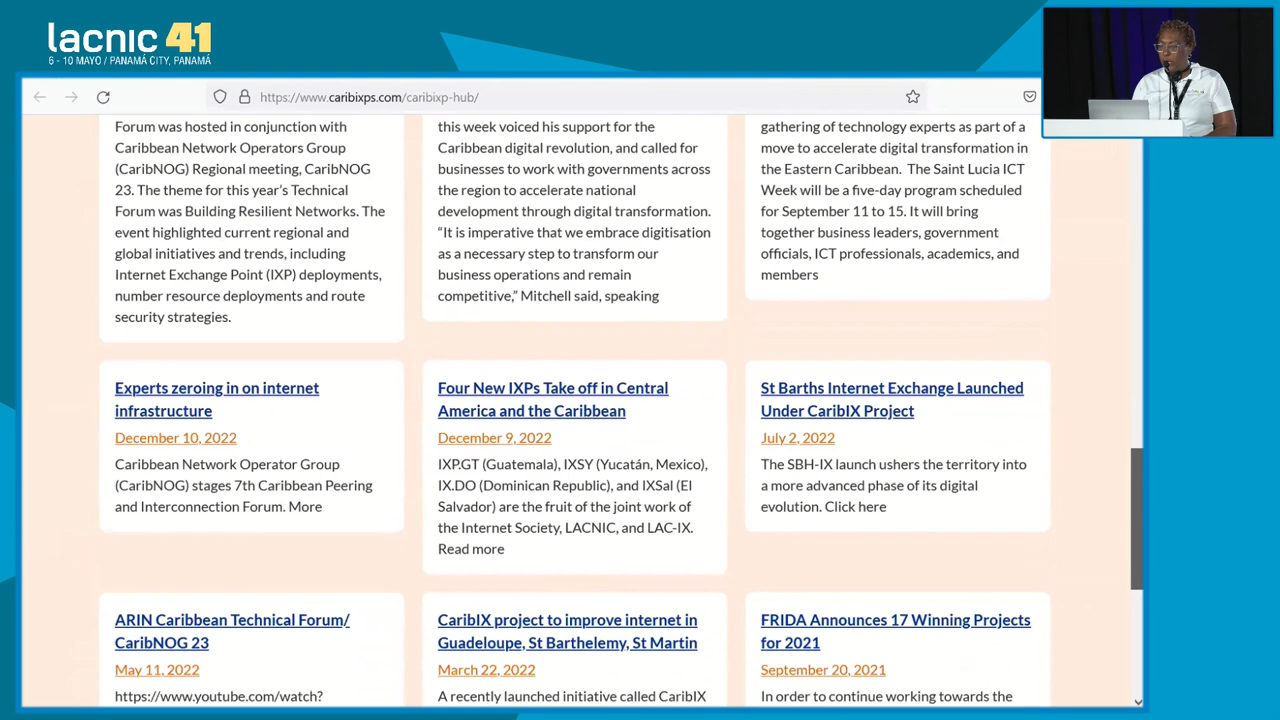 lacnic 41
6 - 10 MAYO / PANAMÁ CITY, PANAMÁ
https://www.caribixps.com/caribixp-hub/
Forum was hosted in conjunction with
Caribbean Network Operators Group
(CaribNOG) Regional meeting, CaribNOG
23. The theme for this year's Technical
Forum was Building Resilient Networks. The
event highlighted current regional and
global initiatives and trends, including
Internet Exchange Point (IXP) deployments,
number resource deployments and route
security strategies.
this week voiced his support for the
Caribbean digital revolution, and called for
businesses to work with governments across
the region to accelerate national
development through digital transformation.
“It is imperative that we embrace digitisation
as a necessary step to transform our
business operations and remain
competitive,” Mitchell said, speaking
gathering of technology experts as part of a
move to accelerate digital transformation in
the Eastern Caribbean. The Saint Lucia ICT
Week will be a five-day program scheduled
for September 11 to 15. It will bring
together business leaders, government
officials, ICT professionals, academics, and
members
Experts zeroing in on internet
infrastructure
December 10, 2022
Caribbean Network Operator Group
(CaribNOG) stages 7th Caribbean Peering
and Interconnection Forum. More
Four New IXPs Take off in Central
America and the Caribbean
December 9, 2022
IXP.GT (Guatemala), IXSY (Yucatán, Mexico),
IX.DO (Dominican Republic), and IXSal (El
Salvador) are the fruit of the joint work of
the Internet Society, LACNIC, and LAC-IX.
Read more
St Barths Internet Exchange Launched
Under CaribIX Project
July 2, 2022
The SBH-IX launch ushers the territory into
a more advanced phase of its digital
evolution. Click here
ARIN Caribbean Technical Forum/
CaribNOG 23
May 11, 2022
https://www.youtube.com/watch?
CaribIX project to improve internet in
Guadeloupe, St Barthelemy, St Martin
March 22, 2022
A recently launched initiative called CaribIX
FRIDA Announces 17 Winning Projects
for 2021
September 20, 2021
In order to continue working towards the